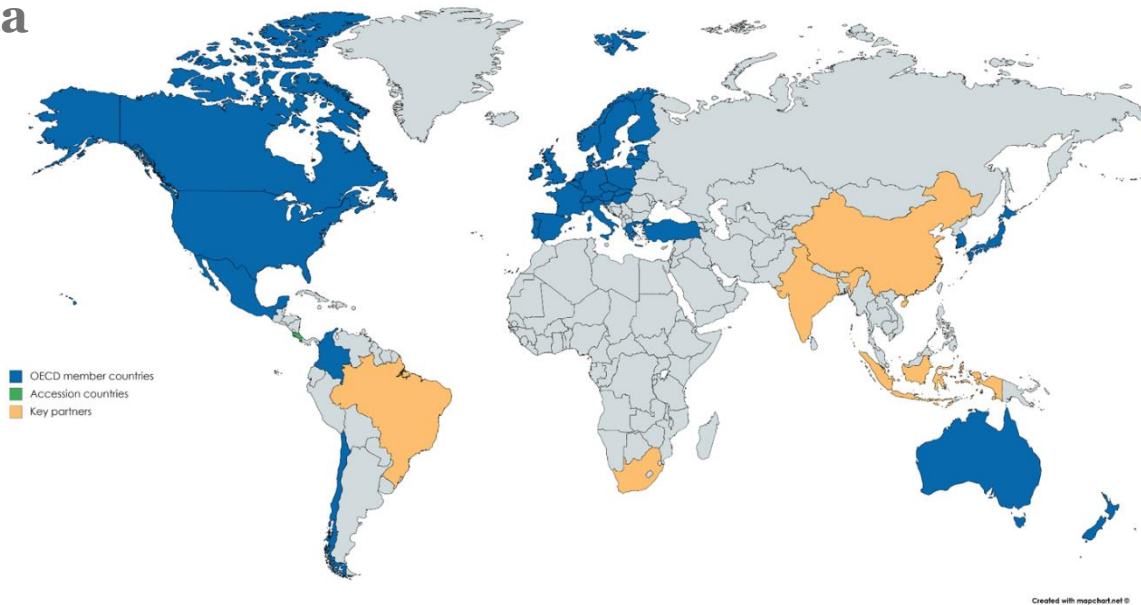 a
OECD member countries
Accession countries
Key partners
Created with mapchart.net ©